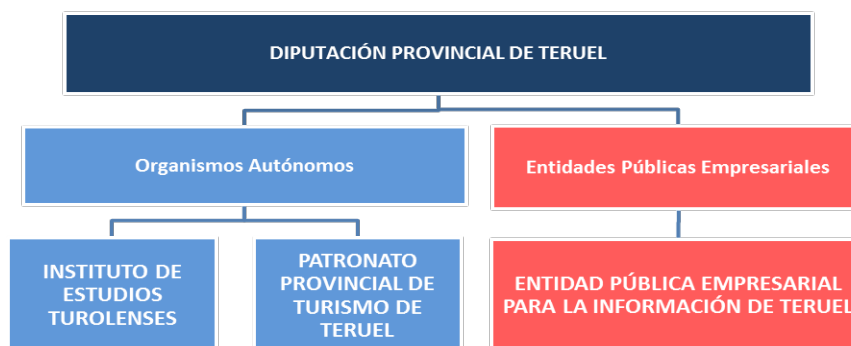 DIPUTACIÓN PROVINCIAL DE TERUEL
Organismos Autónomos
Entidades Públicas Empresariales
INSTITUTO DE
ESTUDIOS
TUROLENSES
PATRONATO
PROVINCIAL DE
TURISMO DE
TERUEL
ENTIDAD PÚBLICA EMPRESARIAL
PARA LA INFORMACIÓN DE TERUEL